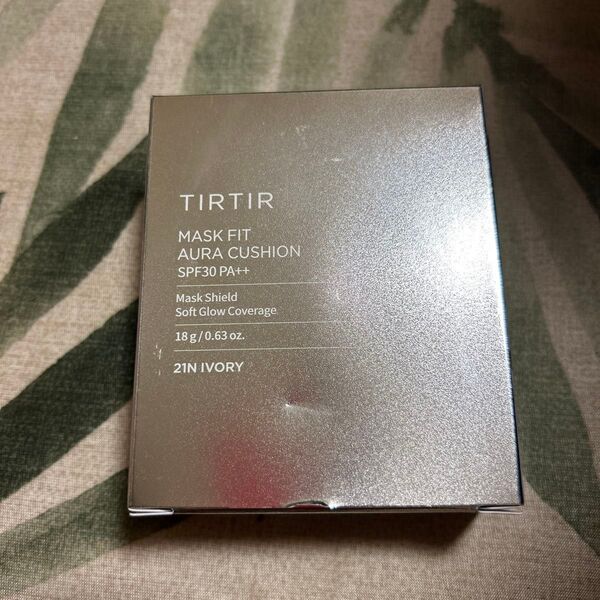 TIRTIR
MASK FIT
AURA CUSHION
SPF30 PA++
Mask Shield
Soft Glow Coverage
18 g / 0.63 oz.
21N IVORY